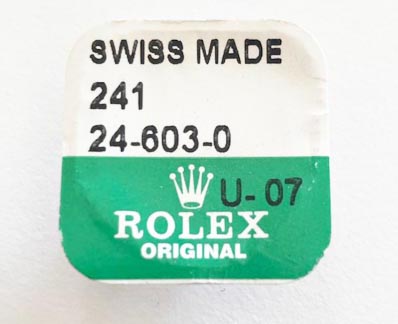 SWISS MADE
241
24-603-0
U- 07
ROLEX
ORIGINAL